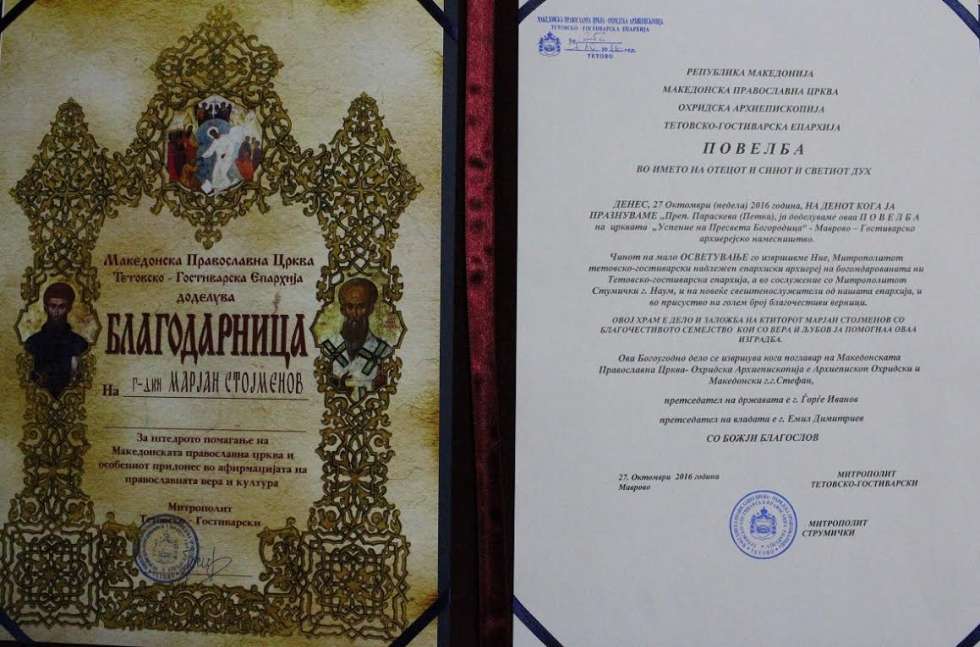 Македонска Православна Црква
Тетовско - Гостиварска Епархија
доделува
БЛАГОДАРНИЦА
На г-дин МАРЈАН СТОЈМЕНОВ
За штедрото помагање на
Македонската православна црква и
особениот придонес во афирмацијата на
православната вера и култура
Митрополит
Тетовско - Гостиварски
МАКЕДОНСКА ПРАВОСЛАВНА ЦРКВА - ОХРИДСКА АРХИЕПИСКОПИЈА
ТЕТОВСКО - ГОСТИВАРСКА ЕПАРХИЈА
ТЕТОВО
РЕПУБЛИКА МАКЕДОНИЈА
МАКЕДОНСКА ПРАВОСЛАВНА ЦРКВА
ОХРИДСКА АРХИЕПИСКОПИЈА
ТЕТОВСКО-ГОСТИВАРСКА ЕПАРХИЈА
П О В Е Л Б А
ВО ИМЕТО НА ОТЕЦОТ И СИНОТ И СВЕТИОТ ДУХ
ДЕНЕС, 27 Октомври (недела) 2016 година, НА ДЕНОТ КОГА ЈА
ПРАЗНУВАМЕ „Преп. Параскева (Петка), ја доделуваме оваа П О В Е Л Б А
на црквата „Успение на Пресвета Богородица“ - Маврово – Гостиварско
архиерејско намесништво.
Чинот на мало ОСВЕТУВАЊЕ го извршивме Ние, Митрополитот
тетовско-гостиварски надлежен епархиски архиереј на богомдарованата ни
Тетовско-гостиварска епархија, а во сослужение со Митрополитот
Струмички г. Наум, и на повеќе свештенослужители од нашата епархија, и
во присуство на голем број благочестиви верници.
ОВОЈ ХРАМ Е ДЕЛО И ЗАЛОЖБА НА КТИТОРОТ МАРЈАН СТОЈМЕНОВ СО
БЛАГОЧЕСТИВОТО СЕМЕЈСТВО КОИ СО ВЕРА И ЉУБОВ ЈА ПОМОГНАА ОВАА
ИЗГРАДБА.
Ова Богоугодно дело се извршува кога поглавар на Македонската
Православна Црква- Охридска Архиепископија е Архиепископ Охридски и
Македонски г.г.Стефан,
претседател на државата е г. Ѓорѓе Иванов
претседател на владата е г. Емил Димитриев
СО БОЖЈИ БЛАГОСЛОВ
27. Октомври 2016 година
Маврово
МИТРОПОЛИТ
ТЕТОВСКО-ГОСТИВАРСКИ
МИТРОПОЛИТ
СТРУМИЧКИ